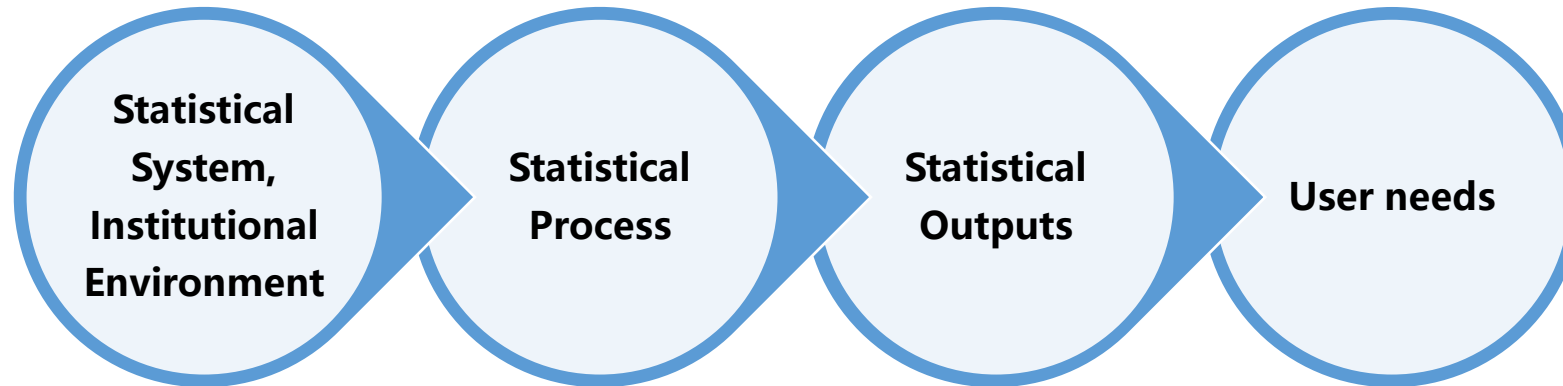 Statistical
System,
Institutional
Environment
Statistical
Process
Statistical
Outputs
User needs